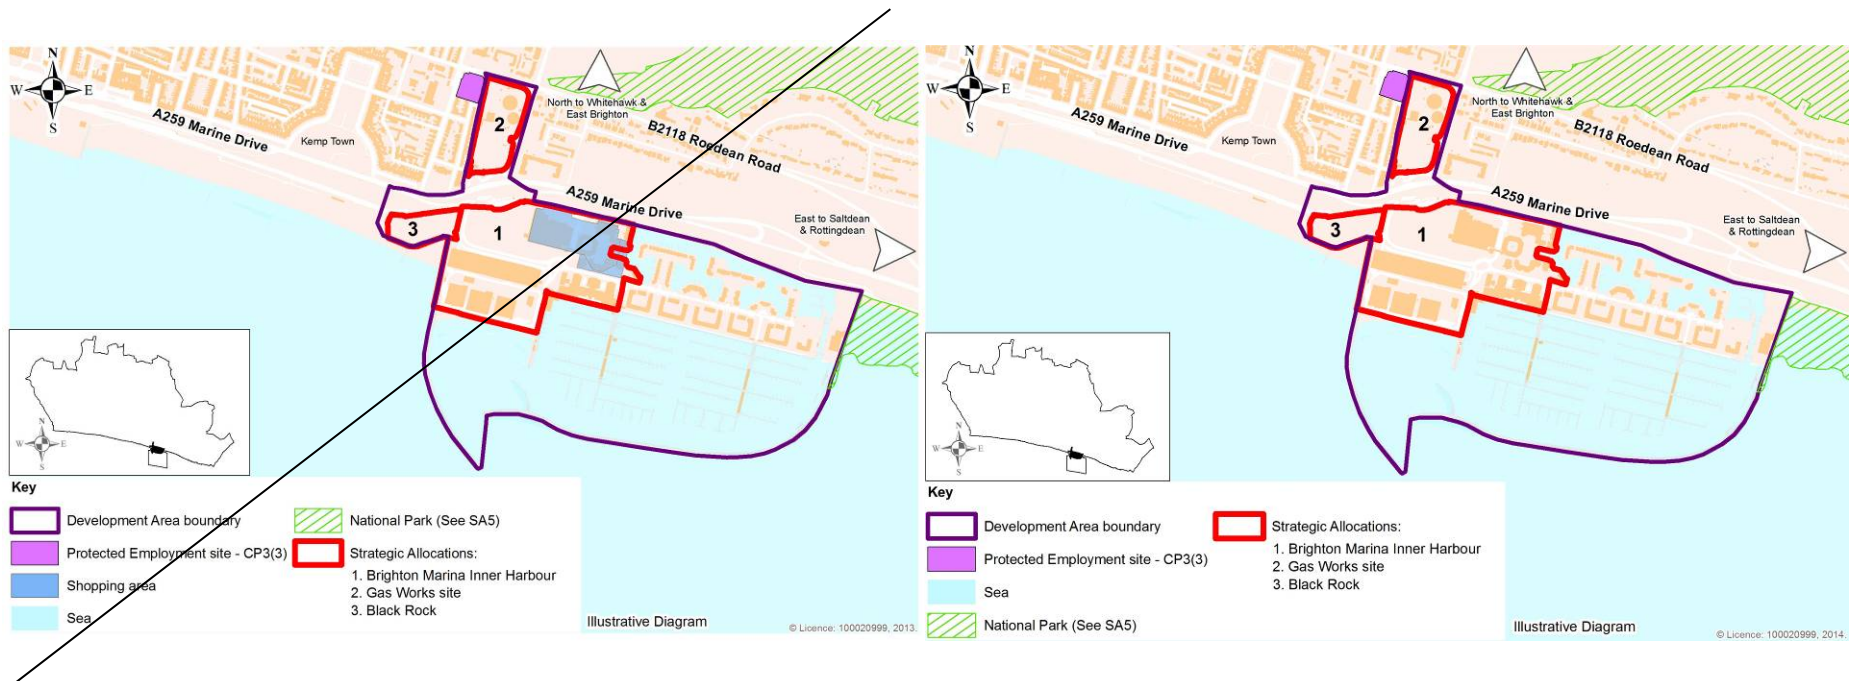 N
W E
S
A259 Marine Drive
Kemp Town
2
North to Whitehawk &
East Brighton
B2118 Roedean Road
A259 Marine Drive
East to Saltdean
& Rottingdean
3
1
N
W E
S
Key
Development Area boundary
Protected Employment site - CP3(3)
Shopping area
Sea
National Park (See SA5)
Strategic Allocations:
1. Brighton Marina Inner Harbour
2. Gas Works site
3. Black Rock
Illustrative Diagram
© Licence: 100020999, 2013.
N
W E
S
A259 Marine Drive
Kemp Town
2
North to Whitehawk &
East Brighton
B2118 Roedean Road
A259 Marine Drive
East to Saltdean
& Rottingdean
3
1
N
W E
S
Key
Development Area boundary
Protected Employment site - CP3(3)
Sea
National Park (See SA5)
Strategic Allocations:
1. Brighton Marina Inner Harbour
2. Gas Works site
3. Black Rock
Illustrative Diagram
© Licence: 100020999, 2014.